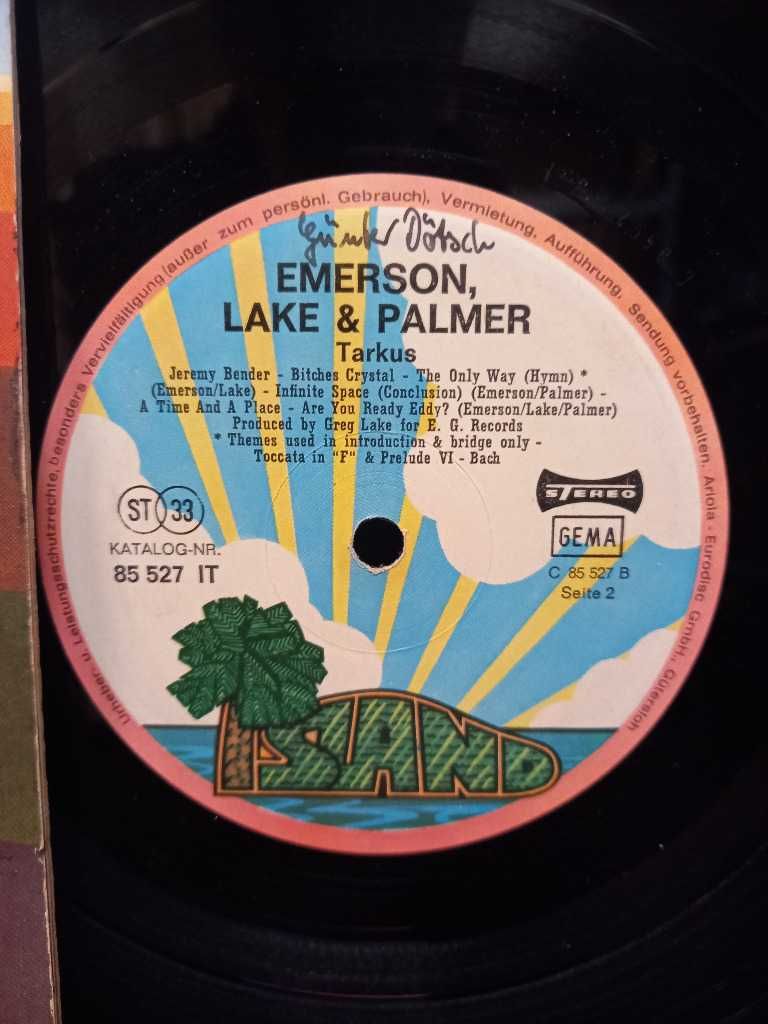 Urheber u. Leistungsschutzrechte, besonders Vervielfältigung (außer zum persönl. Gebrauch), Vermietung, Aufführung, Sendung vorbehalten. Ariola - Eurodisc GmbH., Gütersloh
Günter Dötsch
EMERSON,
LAKE & PALMER
Tarkus
Jeremy Bender - Bitches Crystal - The Only Way (Hymn) *
(Emerson/Lake) - Infinite Space (Conclusion) (Emerson/Palmer) -
A Time And A Place - Are You Ready Eddy? (Emerson/Lake/Palmer)
Produced by Greg Lake for E. G. Records
* Themes used in introduction & bridge only -
Toccata in "F" & Prelude VI - Bach
ST 33
KATALOG-NR.
85 527 IT
STEREO
GEMA
C 85 527 B
Seite 2
ISLAND